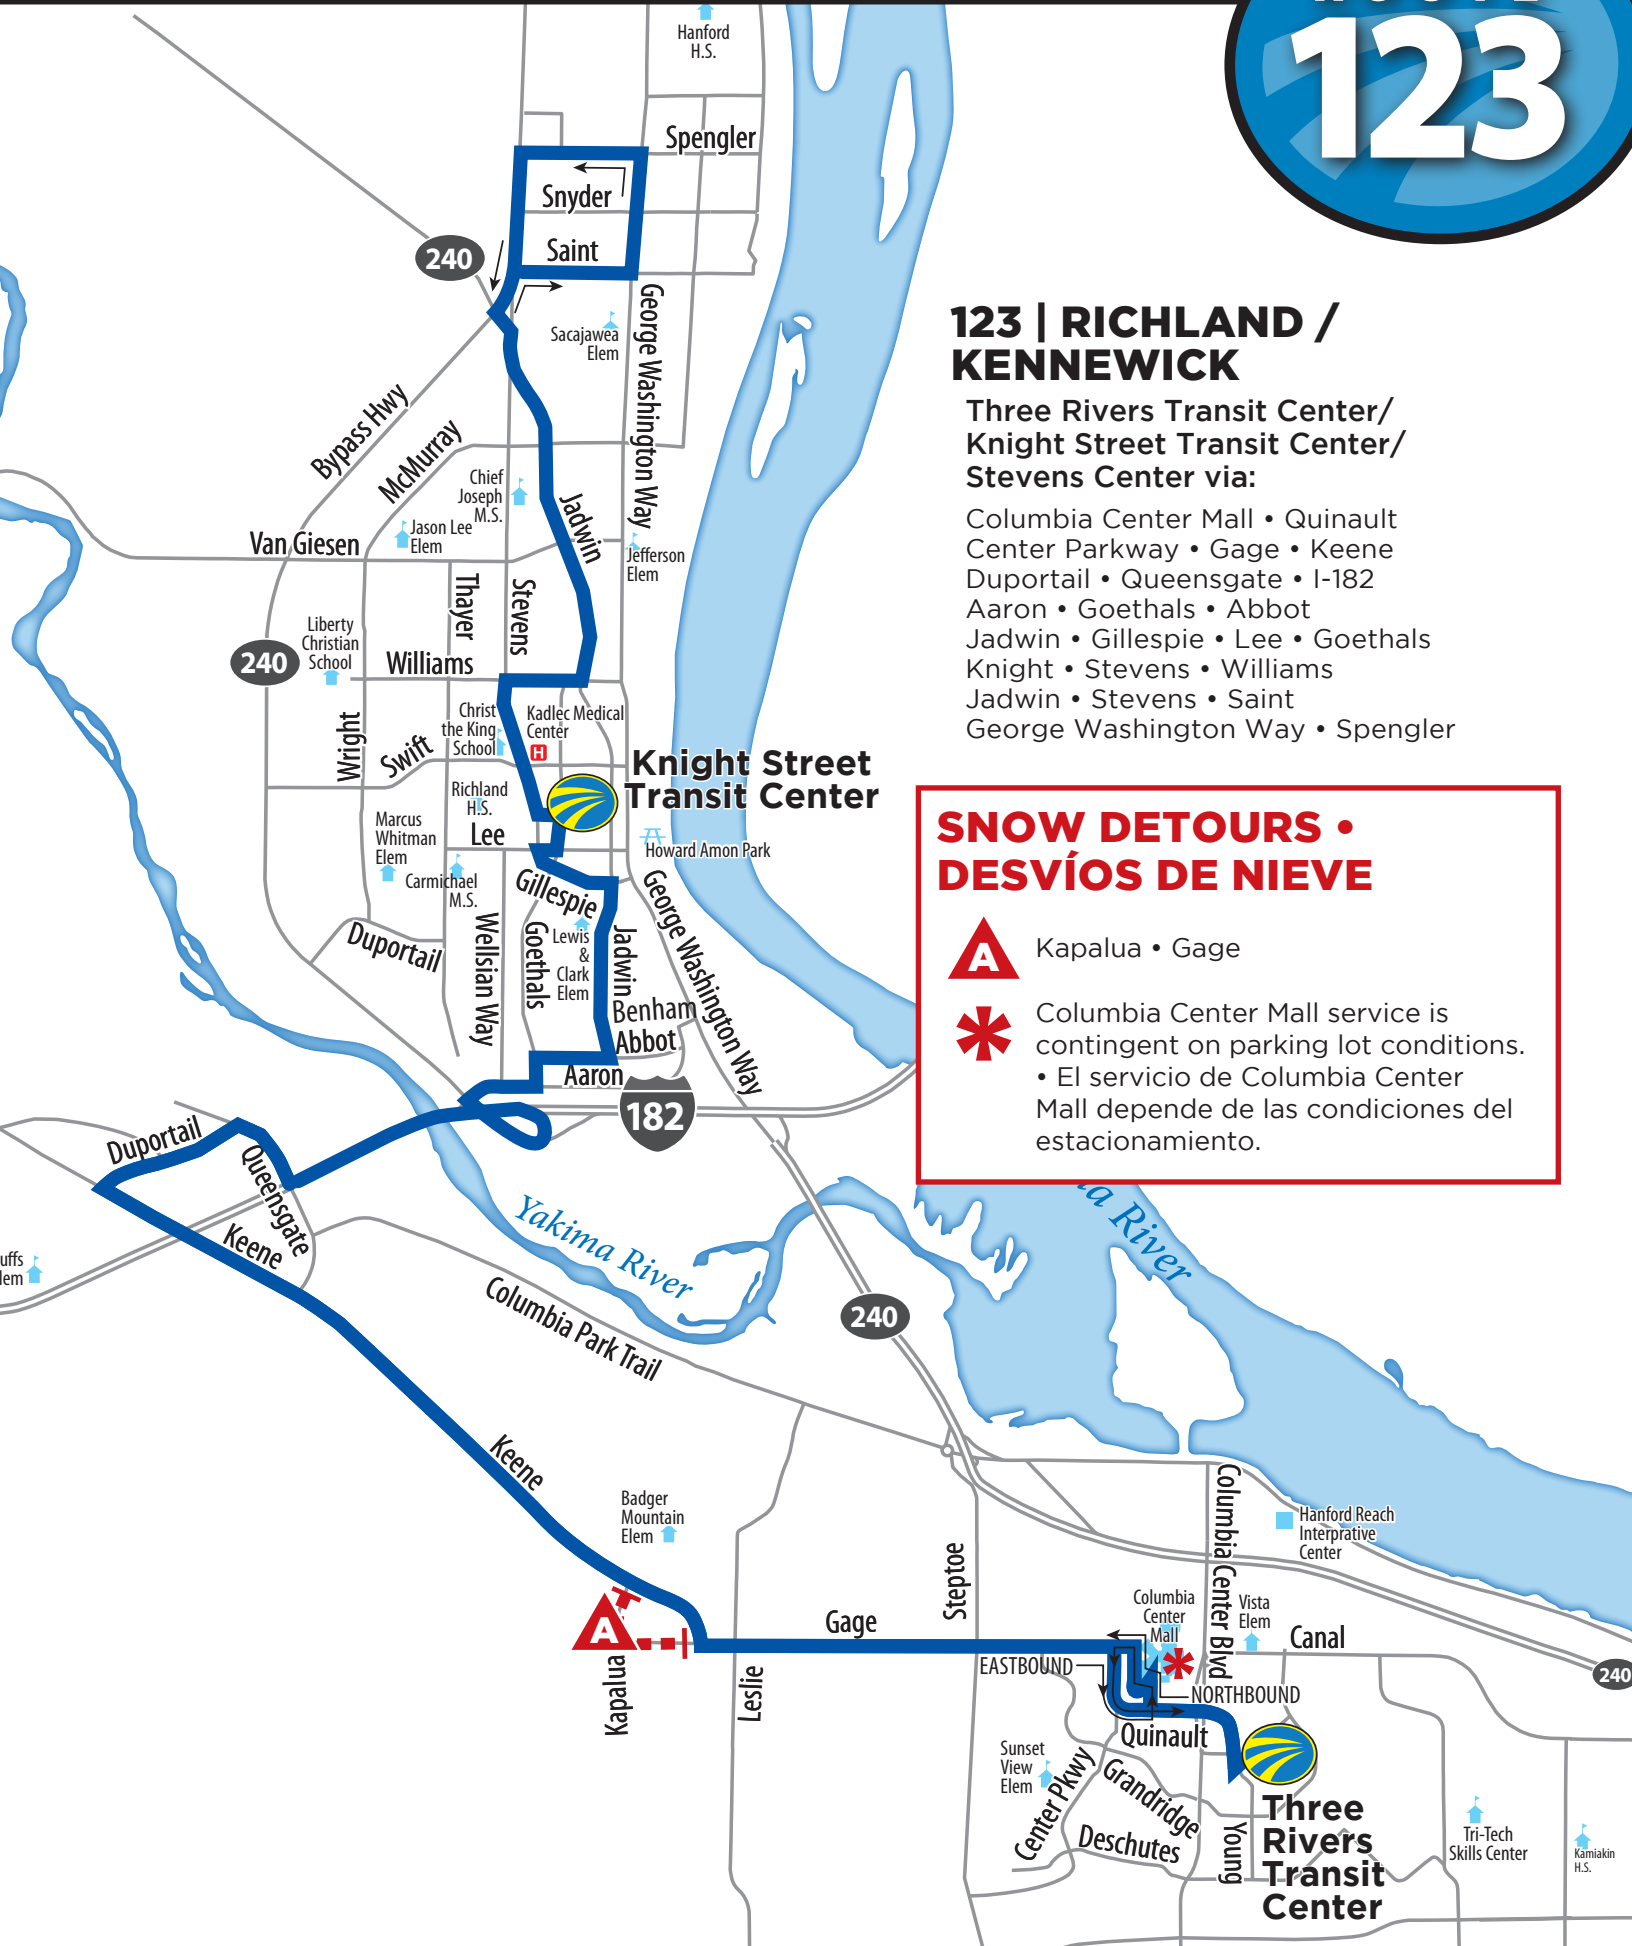 ROUTE
123
Hanford
H.S.
Spengler
Snyder
Saint
240
George Washington Way
Sacajawea
Elem
Bypass Hwy
McMurray
Chief
Joseph
M.S.
Jadwin
Jason Lee
Elem
Van Giesen
Jefferson
Elem
Thayer
Stevens
Liberty
Christian
School
240
Williams
Christ
the King
School
Kadlec Medical
Center
H
Wright
Swift
Knight Street
Transit Center
Richland
H.S.
Marcus
Whitman
Elem
Lee
Howard Amon Park
Carmichael
M.S.
Gillespie
George Washington Way
Duportail
Wellsian Way
Goethals
Lewis
&
Clark
Elem
Jadwin
Benham
Abbot
Aaron
182
Duportail
Queensgate
Keene
uffs
lem
Yakima River
Columbia Park Trail
240
a River
Keene
Badger
Mountain
Elem
A
Kapalua
Leslie
Gage
Steptoe
Columbia Center Blvd
Hanford Reach
Interprative
Center
Columbia
Center
Mall
Vista
Elem
Canal
240
EASTBOUND
NORTHBOUND
Quinault
Sunset
View
Elem
Center Pkwy
Grandridge
Deschutes
Young
Three
Rivers
Transit
Center
Tri-Tech
Skills Center
Kamiakin
H.S.
123 | RICHLAND /
KENNEWICK
Three Rivers Transit Center/
Knight Street Transit Center/
Stevens Center via:
Columbia Center Mall • Quinault
Center Parkway • Gage • Keene
Duportail • Queensgate • I-182
Aaron • Goethals • Abbot
Jadwin • Gillespie • Lee • Goethals
Knight • Stevens • Williams
Jadwin • Stevens • Saint
George Washington Way • Spengler
SNOW DETOURS •
DESVÍOS DE NIEVE
A
Kapalua • Gage
*
Columbia Center Mall service is
contingent on parking lot conditions.
• El servicio de Columbia Center
Mall depende de las condiciones del
estacionamiento.